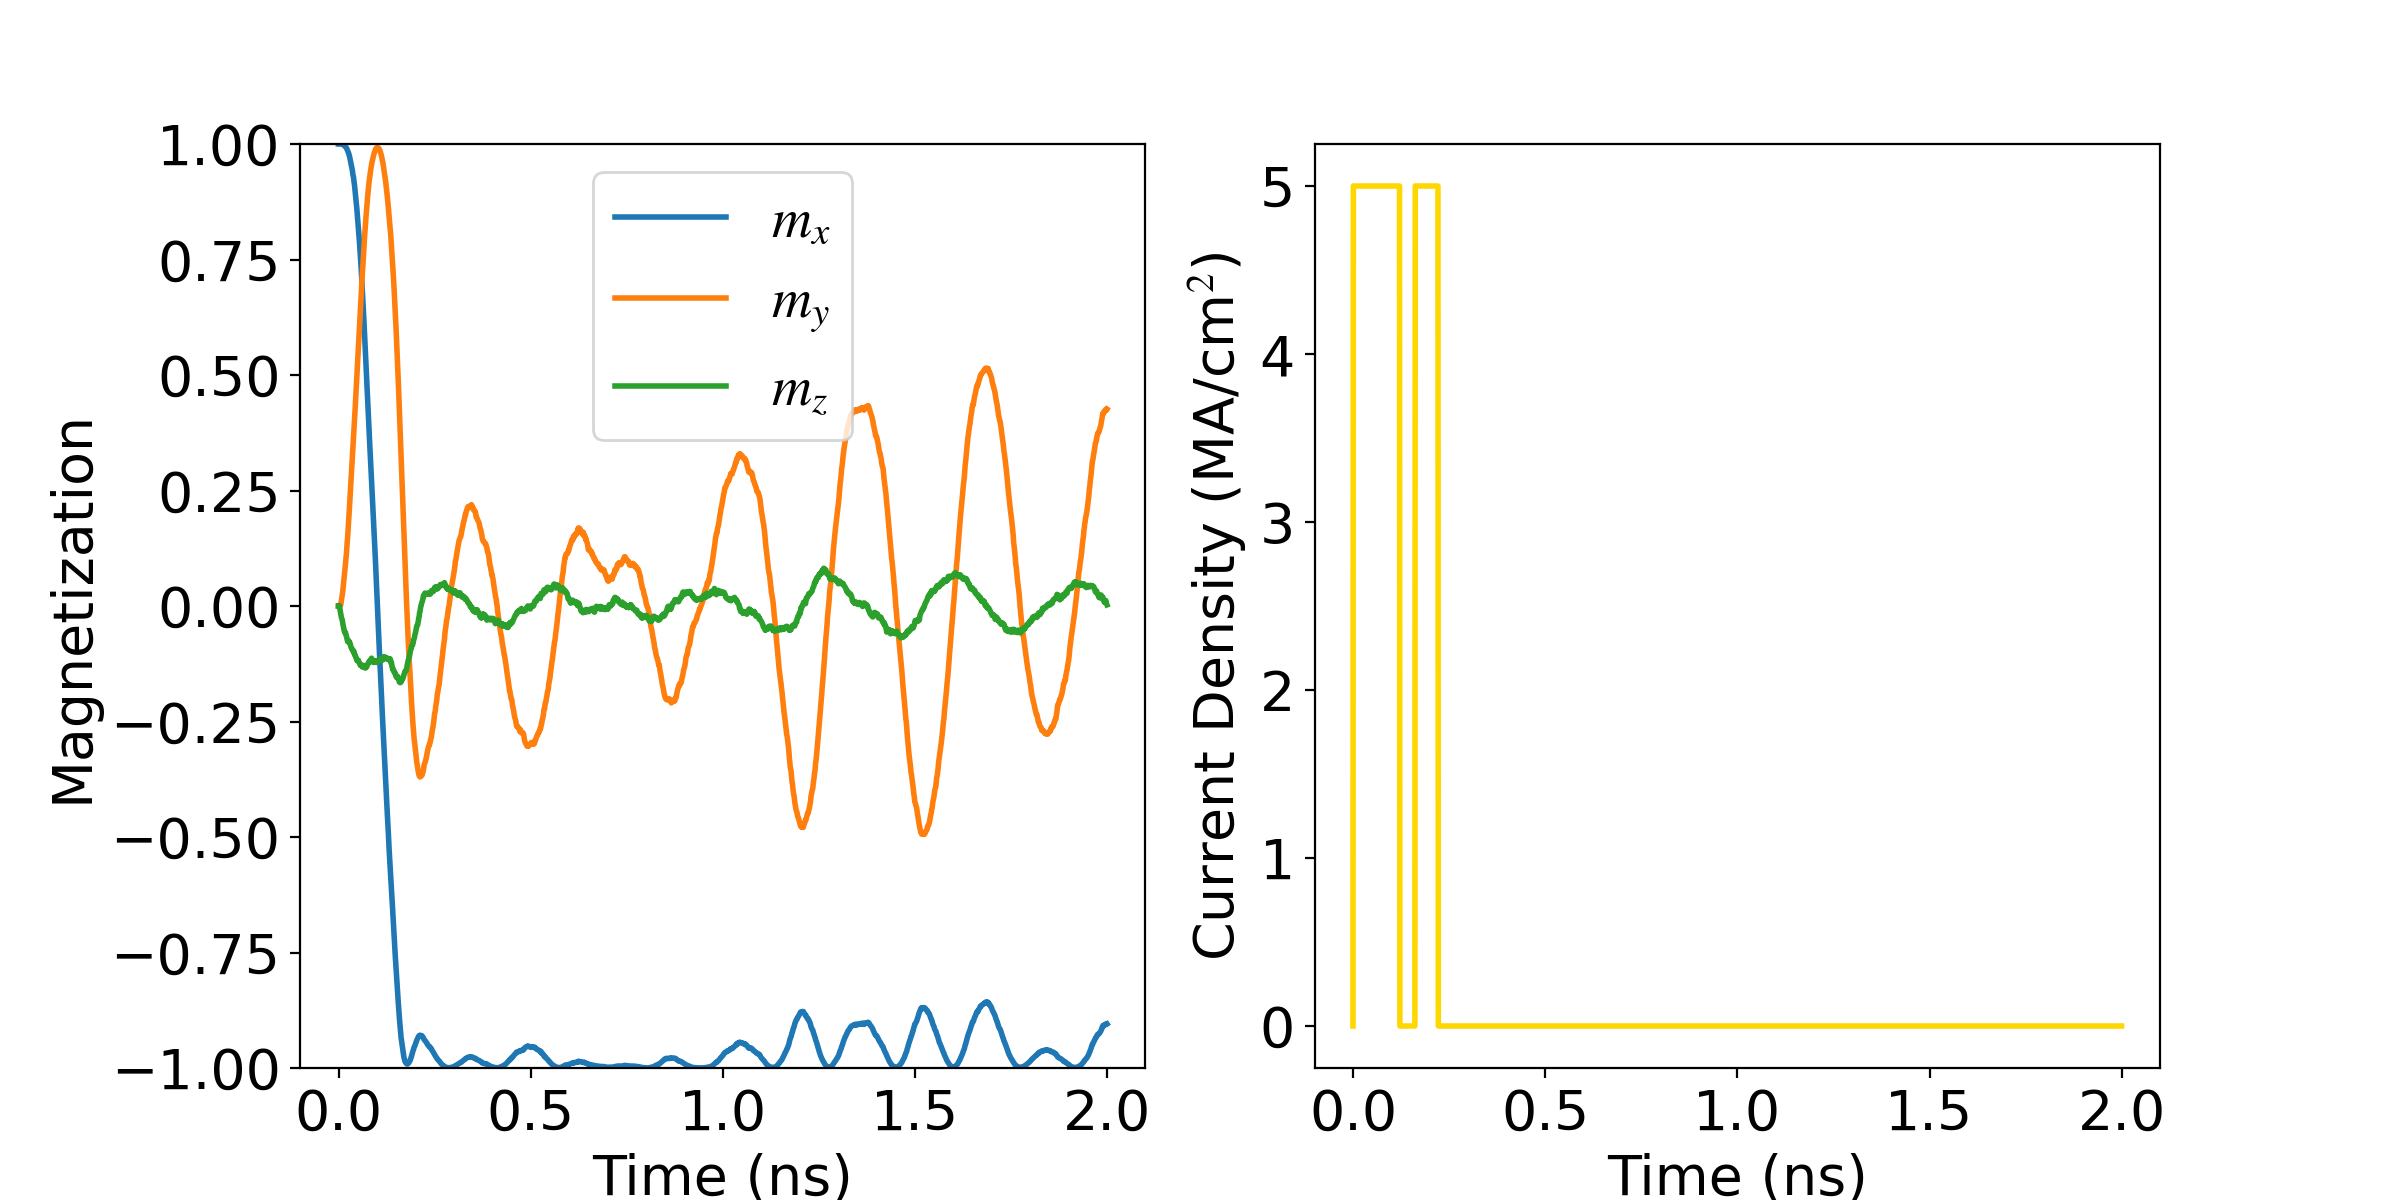 1.00
0.75
0.50
0.25
0.00
−0.25
−0.50
−0.75
−1.00
Magnetization
0.0 0.5 1.0 1.5 2.0
Time (ns)
m_x
m_y
m_z
5
4
3
2
1
0
Current Density (MA/cm²)
0.0 0.5 1.0 1.5 2.0
Time (ns)